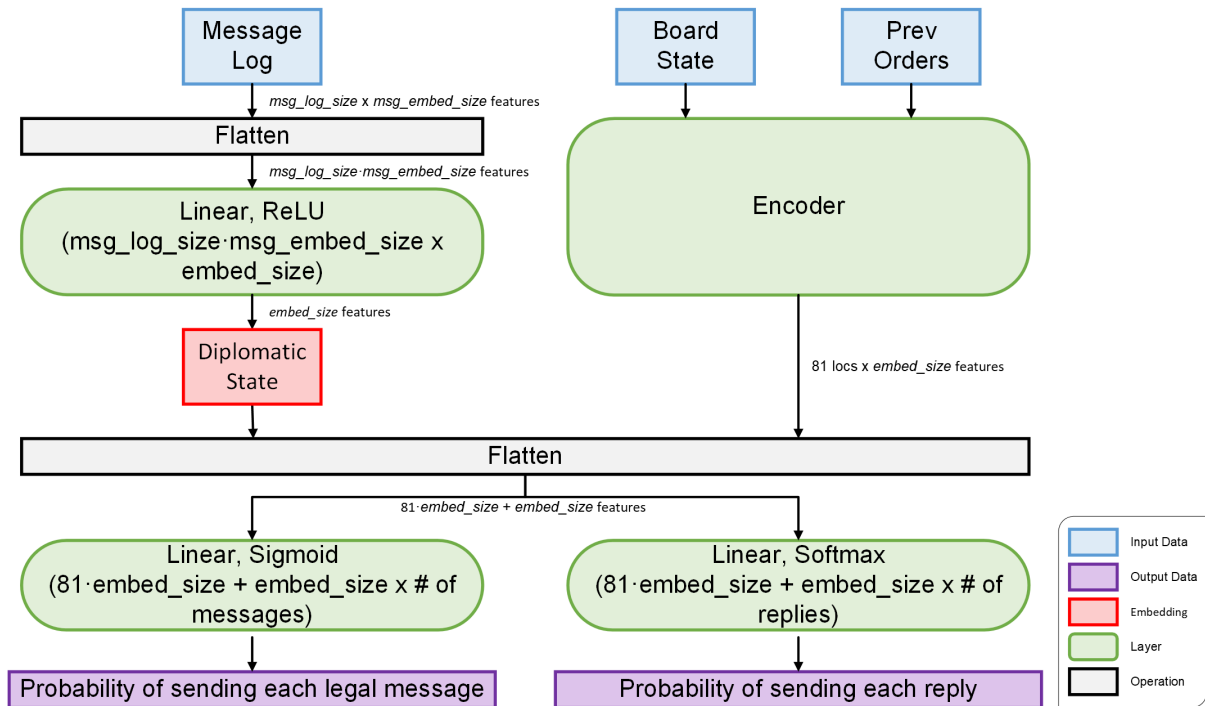 Message
Log
Board
State
Prev
Orders
msg_log_size x msg_embed_size features
Flatten
msg_log_size·msg_embed_size features
Linear, ReLU
(msg_log_size·msg_embed_size x
embed_size)
Encoder
embed_size features
Diplomatic
State
81 locs x embed_size features
Flatten
81·embed_size + embed_size features
Linear, Sigmoid
(81·embed_size + embed_size x # of
messages)
Linear, Softmax
(81·embed_size + embed_size x # of
replies)
Probability of sending each legal message
Probability of sending each reply
Input Data
Output Data
Embedding
Layer
Operation